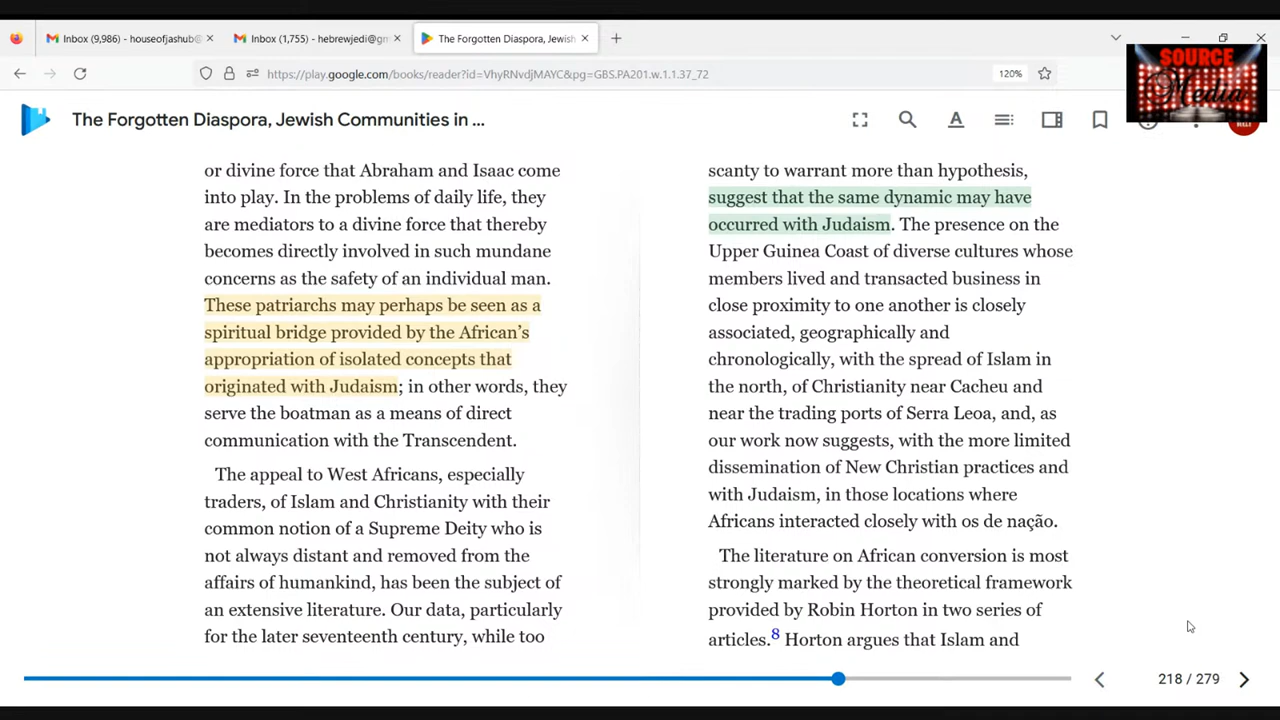 Inbox (9,986) - houseofjashub@
Inbox (1,755) - hebrewjedi@gm
The Forgotten Diaspora, Jewish
https://play.google.com/books/reader?id=VhyRNvdjMAYC&pg=GBS.PA201.w.1.1.37_72
120%
SOURCE
Media
The Forgotten Diaspora, Jewish Communities in ...
or divine force that Abraham and Isaac come
into play. In the problems of daily life, they
are mediators to a divine force that thereby
becomes directly involved in such mundane
concerns as the safety of an individual man.
These patriarchs may perhaps be seen as a
spiritual bridge provided by the African's
appropriation of isolated concepts that
originated with Judaism; in other words, they
serve the boatman as a means of direct
communication with the Transcendent.
The appeal to West Africans, especially
traders, of Islam and Christianity with their
common notion of a Supreme Deity who is
not always distant and removed from the
affairs of humankind, has been the subject of
an extensive literature. Our data, particularly
for the later seventeenth century, while too
scanty to warrant more than hypothesis,
suggest that the same dynamic may have
occurred with Judaism. The presence on the
Upper Guinea Coast of diverse cultures whose
members lived and transacted business in
close proximity to one another is closely
associated, geographically and
chronologically, with the spread of Islam in
the north, of Christianity near Cacheu and
near the trading ports of Serra Leoa, and, as
our work now suggests, with the more limited
dissemination of New Christian practices and
with Judaism, in those locations where
Africans interacted closely with os de nação.
The literature on African conversion is most
strongly marked by the theoretical framework
provided by Robin Horton in two series of
articles.8 Horton argues that Islam and
218 / 279